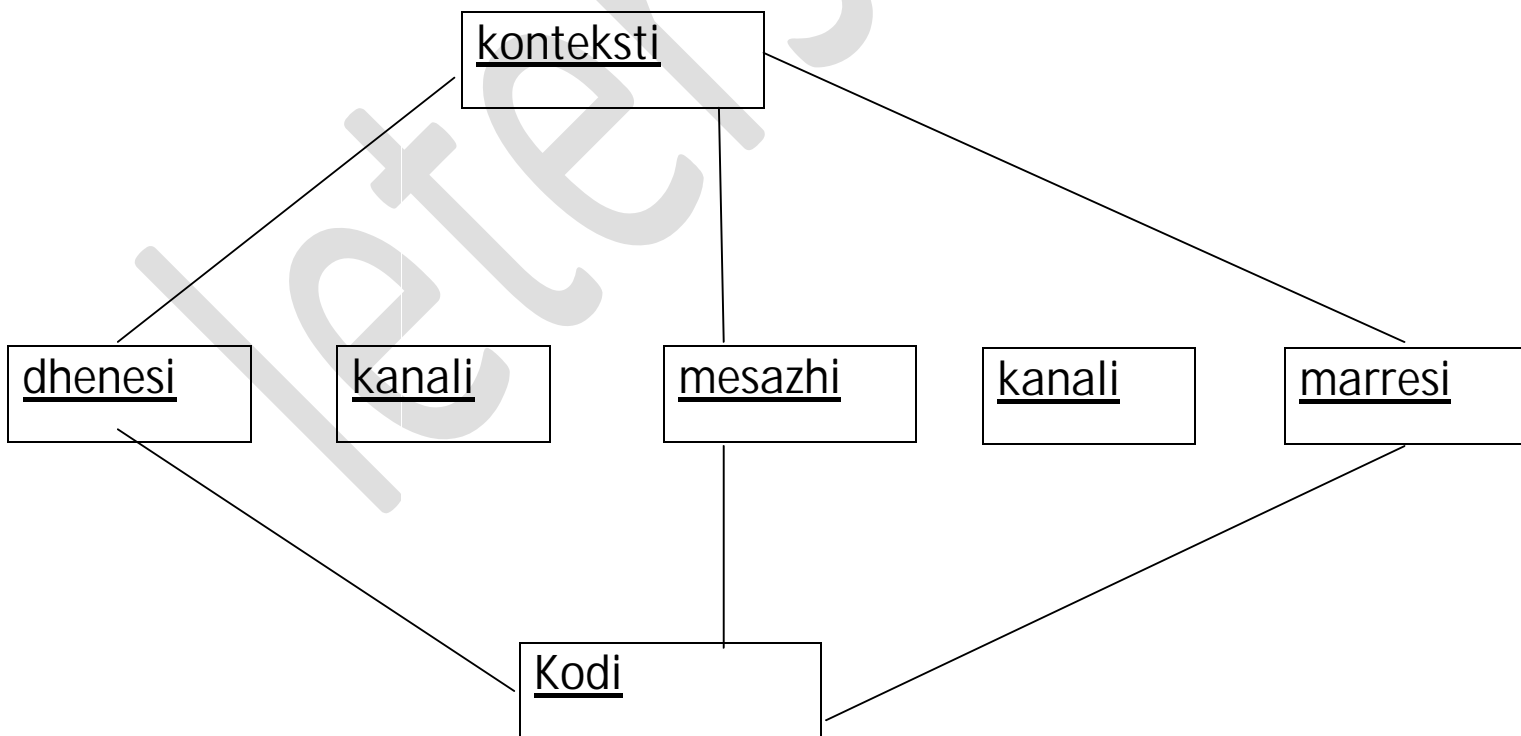 konteksti
dhenesi kanali mesazhi kanali marresi
Kodi